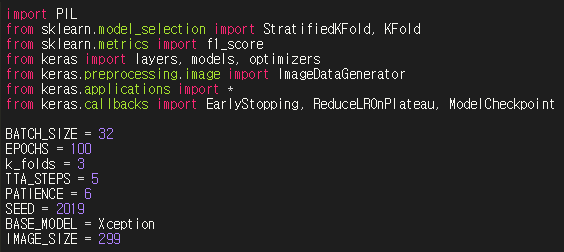 import PIL
from sklearn.model_selection import StratifiedKFold, KFold
from sklearn.metrics import f1_score
from keras import layers, models, optimizers
from keras.preprocessing.image import ImageDataGenerator
from keras.applications import *
from keras.callbacks import EarlyStopping, ReduceLROnPlateau, ModelCheckpoint
BATCH_SIZE = 32
EPOCHS = 100
k_folds = 3
TTA_STEPS = 5
PATIENCE = 6
SEED = 2019
BASE_MODEL = Xception
IMAGE_SIZE = 299